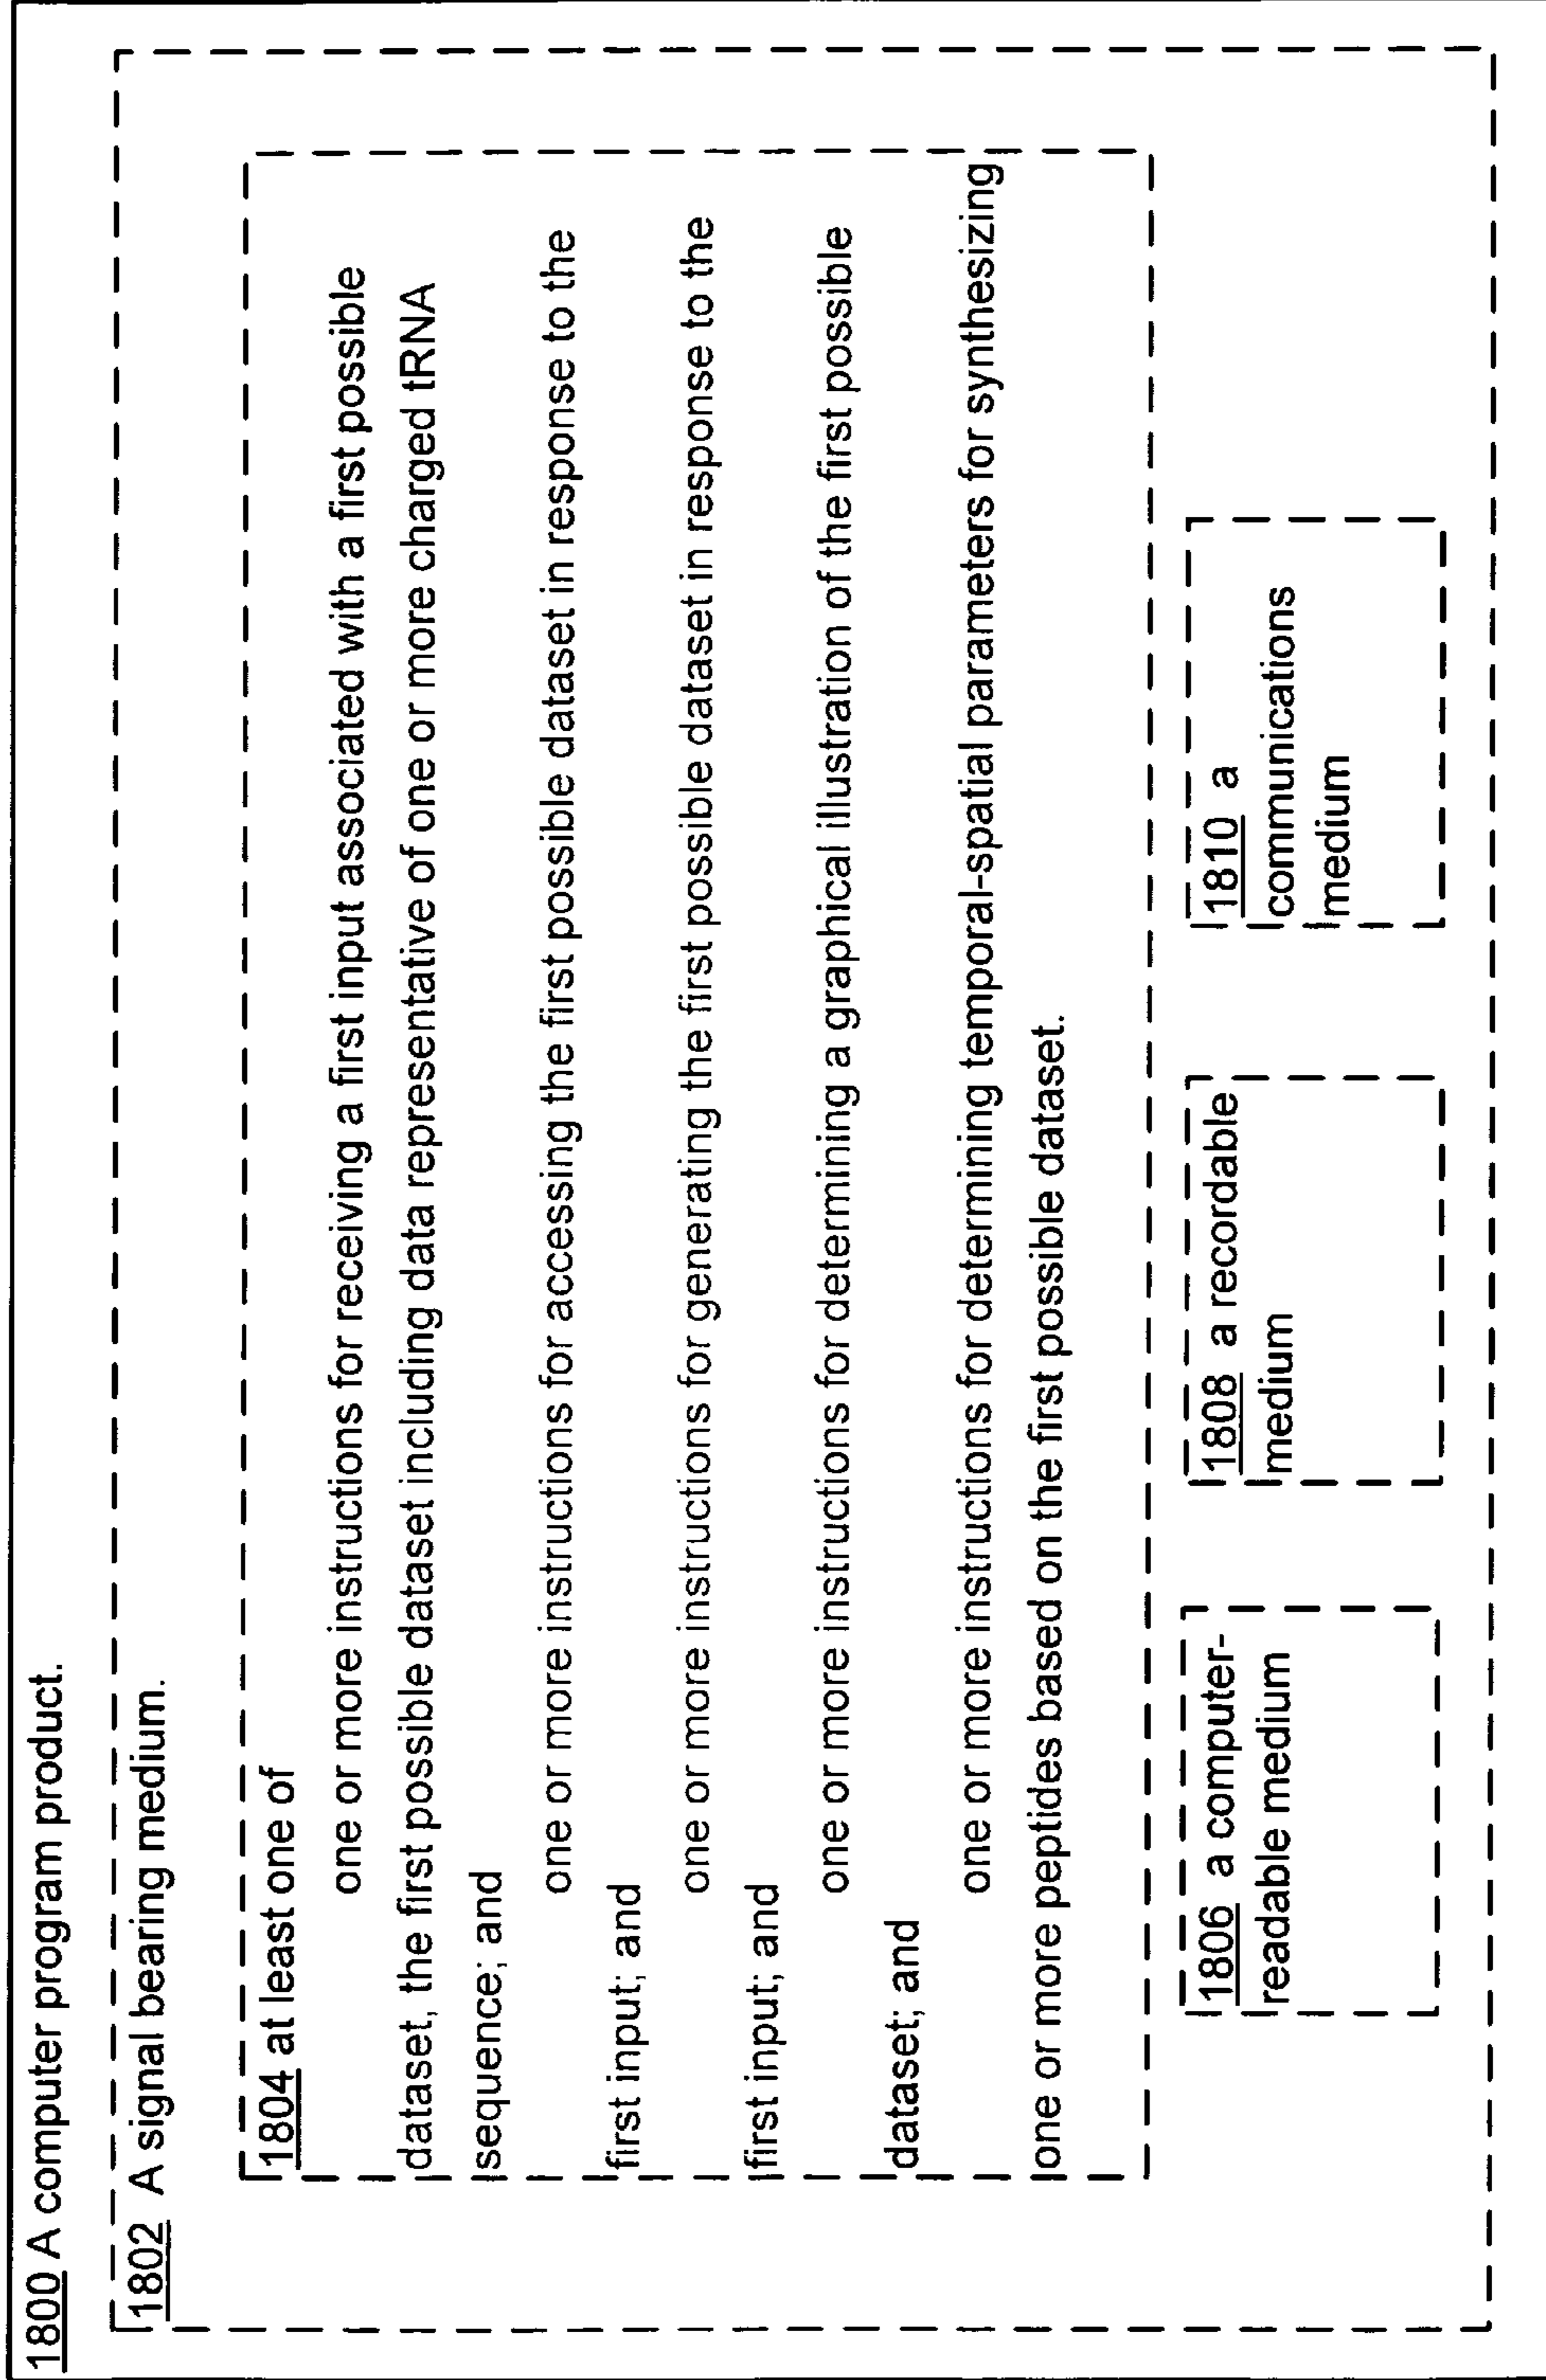 1800 A computer program product.
1802 A signal bearing medium.
1804 at least one of
one or more instructions for receiving a first input associated with a first possible
dataset, the first possible dataset including data representative of one or more charged tRNA
sequence; and
one or more instructions for accessing the first possible dataset in response to the
first input; and
one or more instructions for generating the first possible dataset in response to the
first input; and
one or more instructions for determining a graphical illustration of the first possible
dataset; and
one or more instructions for determining temporal-spatial parameters for synthesizing
one or more peptides based on the first possible dataset.
1806 a computer-
readable medium
1808 a recordable
medium
1810 a
communications
medium